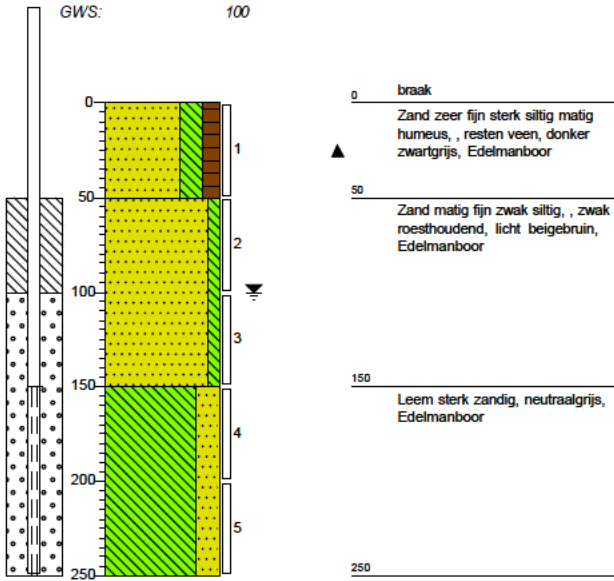 GWS: 100
0
1
50
2
100
3
150
4
200
5
250
0 braak
Zand zeer fijn sterk siltig matig
humeus, , resten veen, donker
zwartgrijs, Edelmanboor
50
Zand matig fijn zwak siltig, , zwak
roesthoudend, licht beigebruin,
Edelmanboor
150
Leem sterk zandig, neutraalgrijs,
Edelmanboor
250